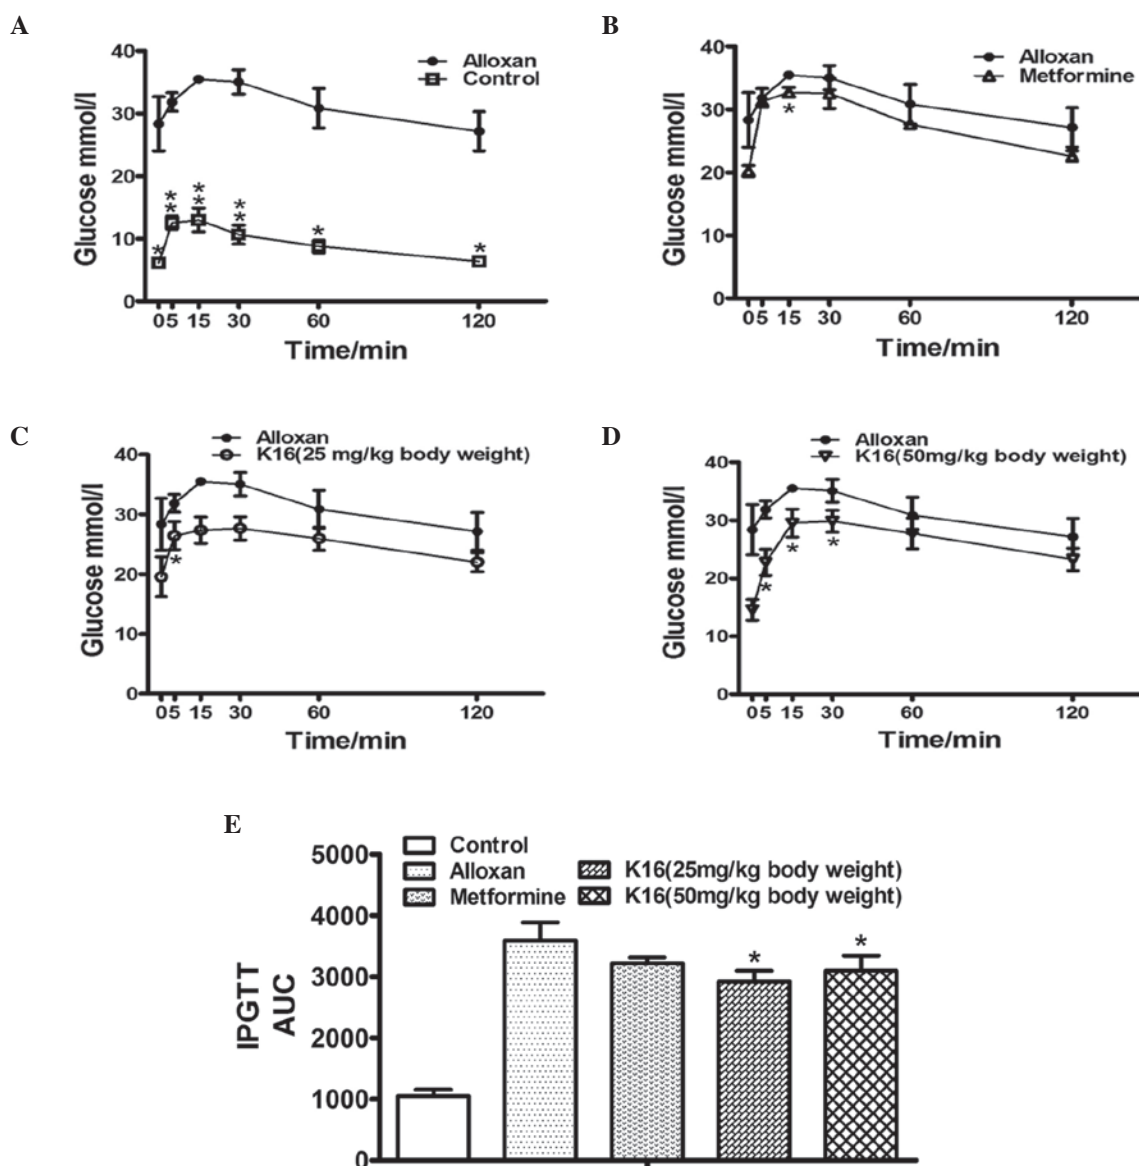 A
Alloxan
Control
Glucose mmol/l
40
30
20
10
0
* ** ** ** * *
0 5 15 30 60 120
Time/min
B
Alloxan
Metformine
Glucose mmol/l
40
30
20
10
0
*
0 5 15 30 60 120
Time/min
C
Alloxan
K16(25 mg/kg body weight)
Glucose mmol/l
40
30
20
10
0
*
0 5 15 30 60 120
Time/min
D
Alloxan
K16(50mg/kg body weight)
Glucose mmol/l
40
30
20
10
0
* * *
0 5 15 30 60 120
Time/min
E
Control
Alloxan
Metformine
K16(25mg/kg body weight)
K16(50mg/kg body weight)
IPGTT
AUC
5000
4000
3000
2000
1000
0
* *